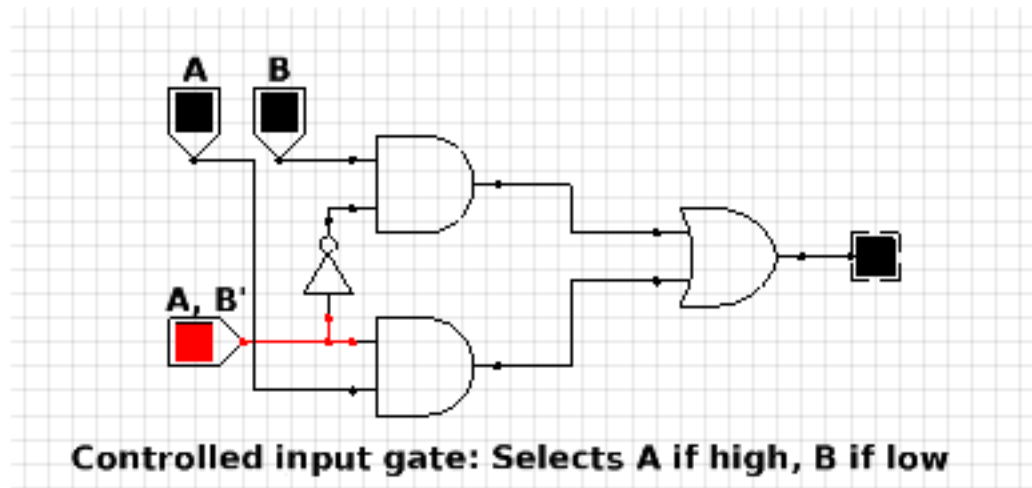 A B
A, B'
Controlled input gate: Selects A if high, B if low